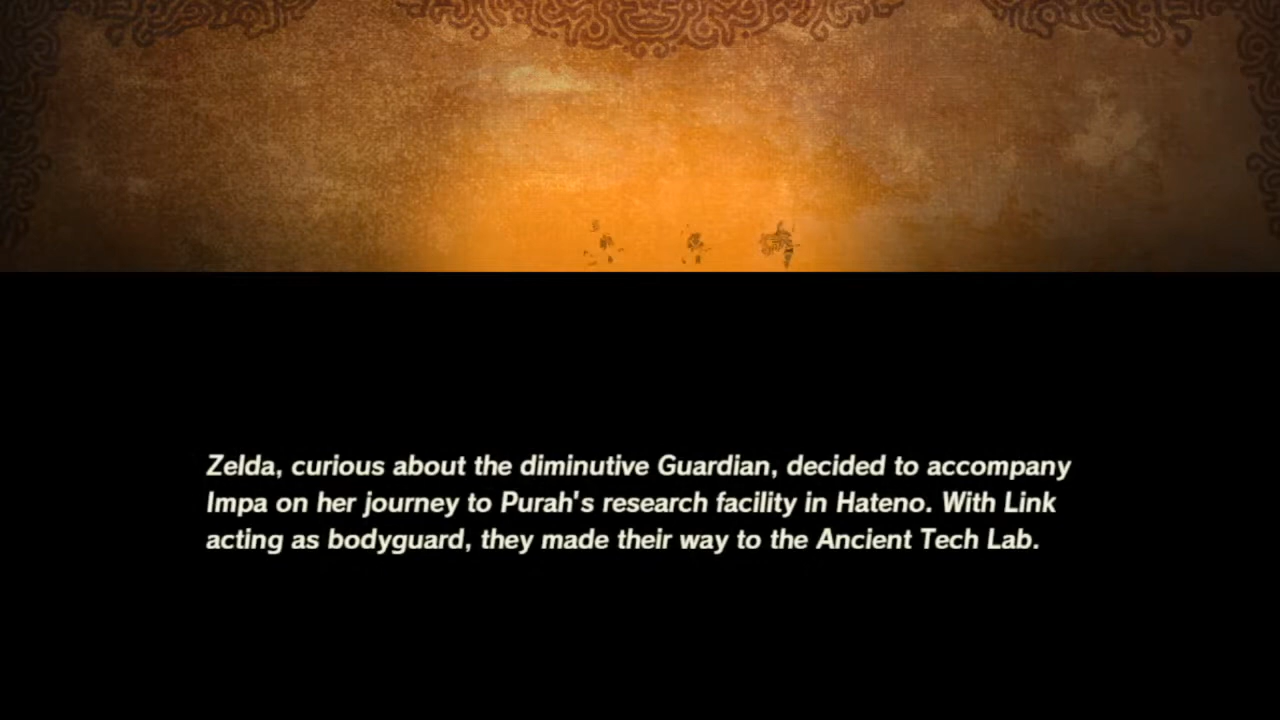 Zelda, curious about the diminutive Guardian, decided to accompany
Impa on her journey to Purah's research facility in Hateno. With Link
acting as bodyguard, they made their way to the Ancient Tech Lab.